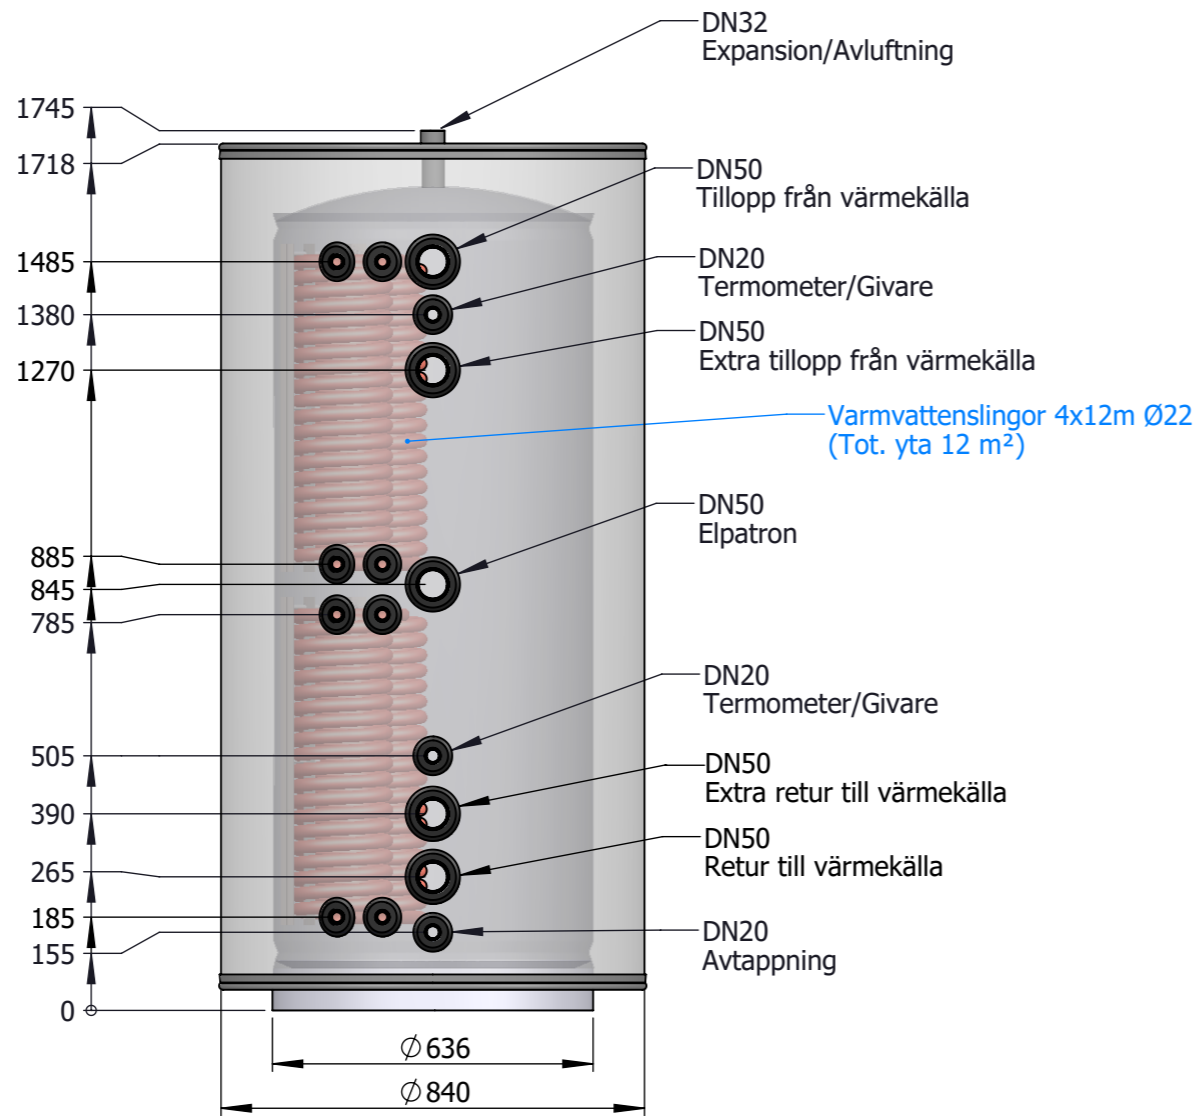 DN32
Expansion/Avluftning
1745
1718
DN50
Tillopp från värmekälla
1485
DN20
Termometer/Givare
1380
DN50
Extra tillopp från värmekälla
1270
Varmvattenslingor 4x12m Ø22
(Tot. yta 12 m²)
DN50
Elpatron
885
845
785
DN20
Termometer/Givare
505
DN50
Extra retur till värmekälla
390
DN50
Retur till värmekälla
265
185
DN20
Avtappning
155
0
Ø636
Ø840